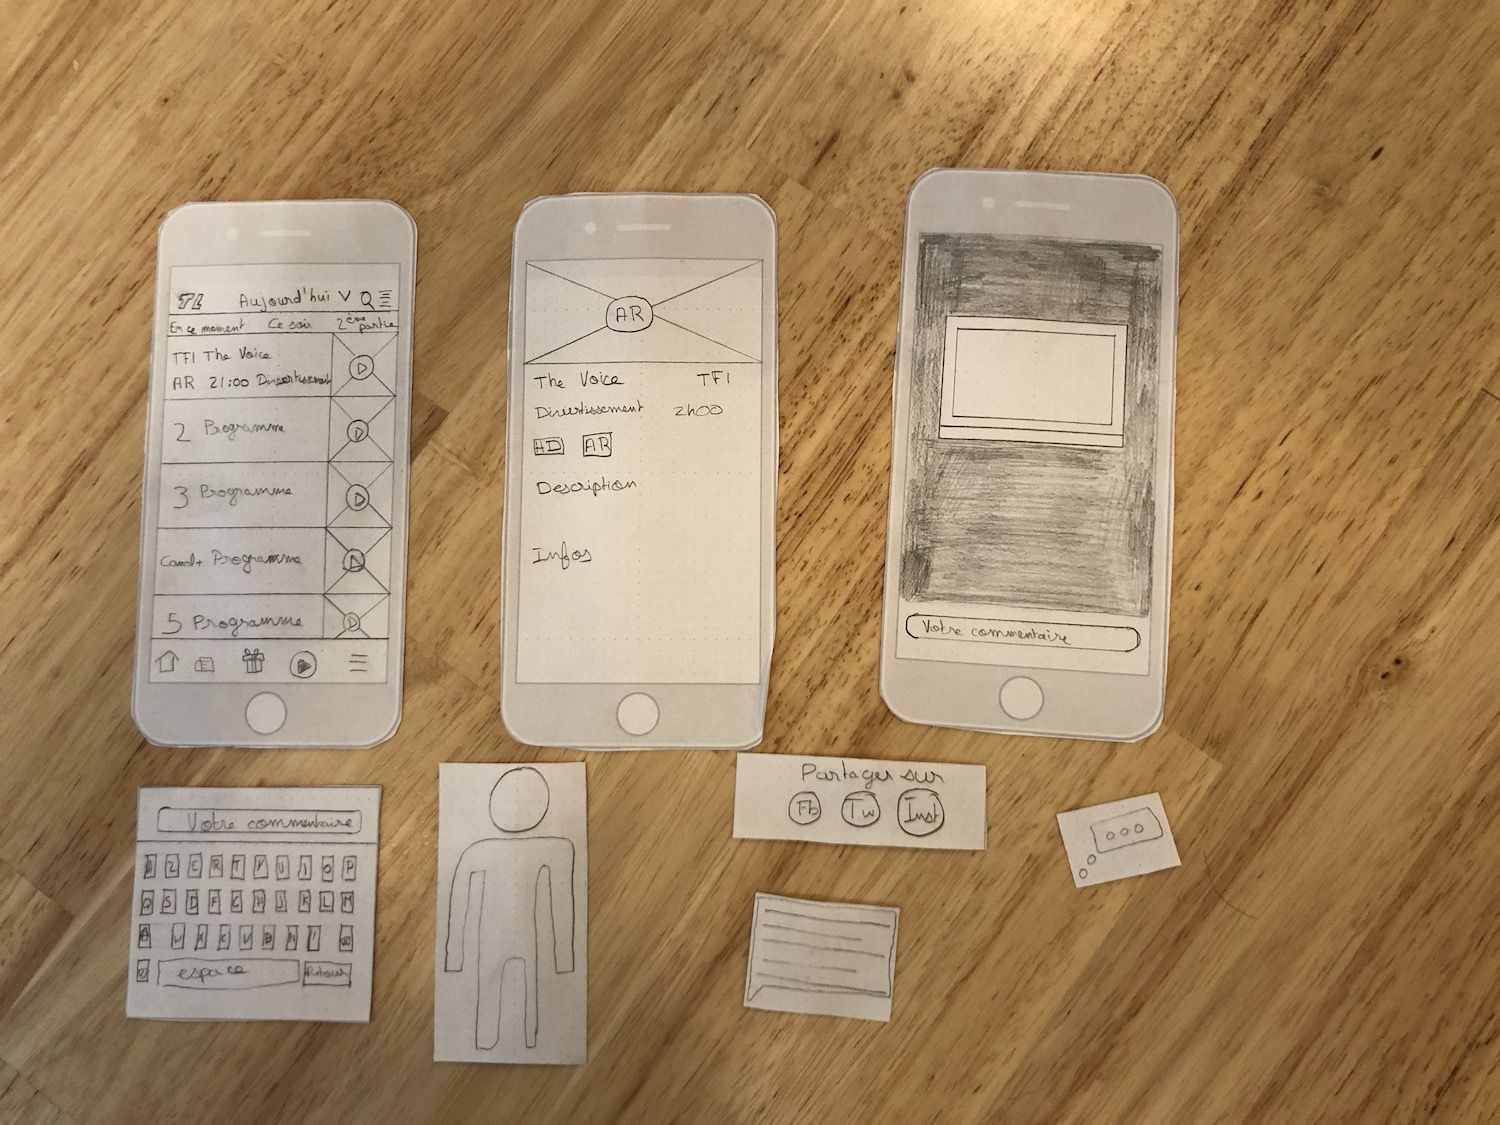 TL Aujourd'hui V
En ce moment Ce soir 2ème partie
TF1 The Voice
AR 21:00 Divertissement
2 Programme
3 Programme
Canal+ Programme
5 Programme
AR
The Voice TF1
Divertissement 2h00
HD AR
Description
Infos
Votre commentaire
Votre commentaire
Z E R T Y U I O P
Q S D F G H J K L M
espace Retour
Partager sur
Fb Tw Inst